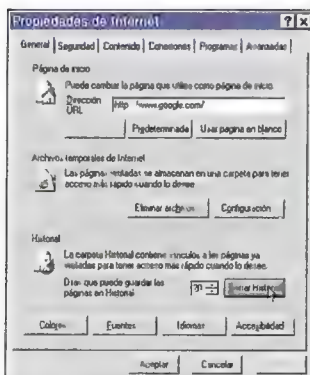 Propiedades de Internet
General Seguridad Contenido Conexiones Programas Avanzadas
Página de inicio
Puede cambiar la página que utilice como página de inicio.
Dirección URL http www.google.com/
Predeterminada Usar página en blanco
Archivos temporales de Internet
Las páginas visitadas se almacenan en una carpeta para tener
acceso más rápido cuando lo desee.
Eliminar archivos Configuración
Historial
La carpeta Historial contiene vínculos a las páginas ya
visitadas para tener acceso más rápido cuando lo desee.
Días que puede guardar las
páginas en Historial 20 Borrar Historial
Colores Fuentes Idiomas Accesibilidad
Aceptar Cancelar